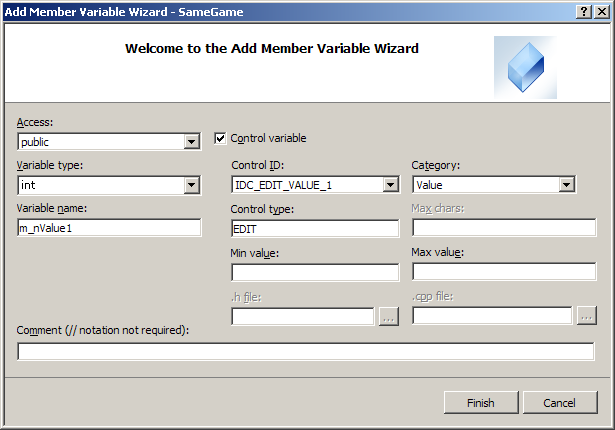 Add Member Variable Wizard - SameGame
Welcome to the Add Member Variable Wizard
Access:
public
Control variable
Variable type:
Control ID:
Category:
int
IDC_EDIT_VALUE_1
Value
Variable name:
Control type:
Max chars:
m_nValue1
EDIT
Min value:
Max value:
.h file:
.cpp file:
...
...
Comment (// notation not required):
Finish
Cancel